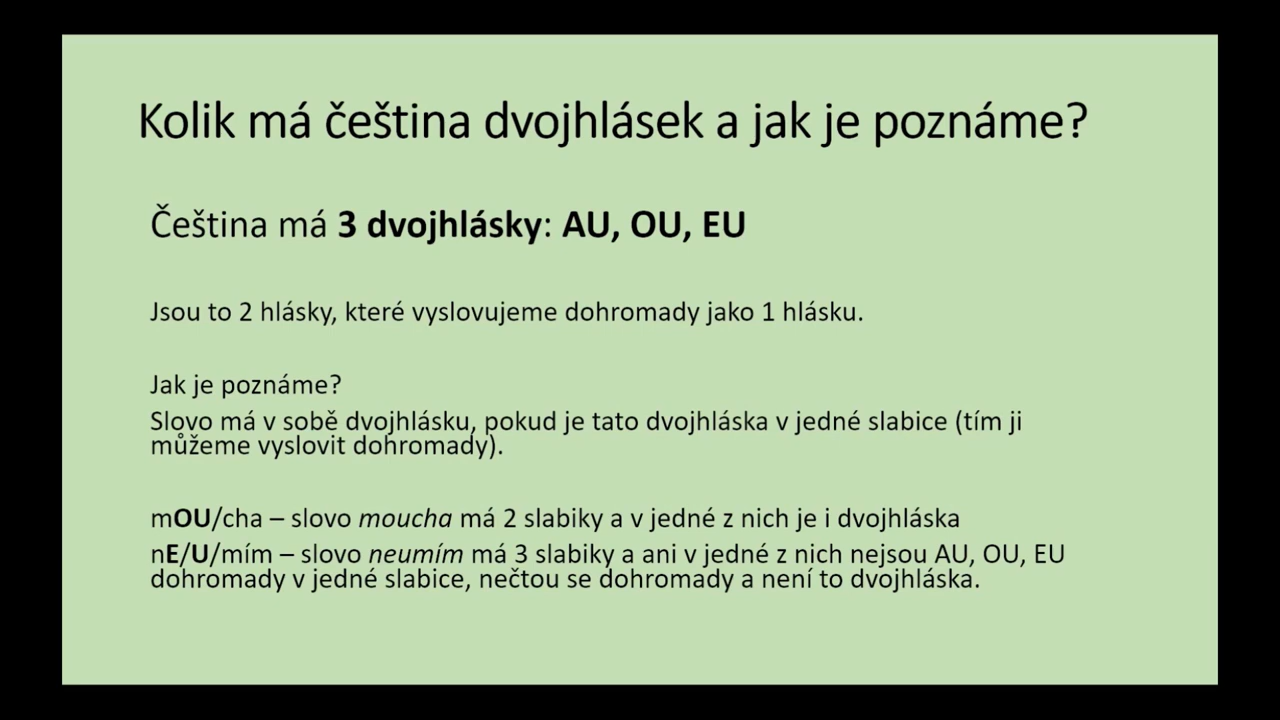 Kolik má čeština dvojhlásek a jak je poznáme?
Čeština má 3 dvojhlásky: AU, OU, EU
Jsou to 2 hlásky, které vyslovujeme dohromady jako 1 hlásku.
Jak je poznáme?
Slovo má v sobě dvojhlásku, pokud je tato dvojhláska v jedné slabice (tím ji
můžeme vyslovit dohromady).
mOU/cha – slovo moucha má 2 slabiky a v jedné z nich je i dvojhláska
nE/U/mím – slovo neumím má 3 slabiky a ani v jedné z nich nejsou AU, OU, EU
dohromady v jedné slabice, nečtou se dohromady a není to dvojhláska.